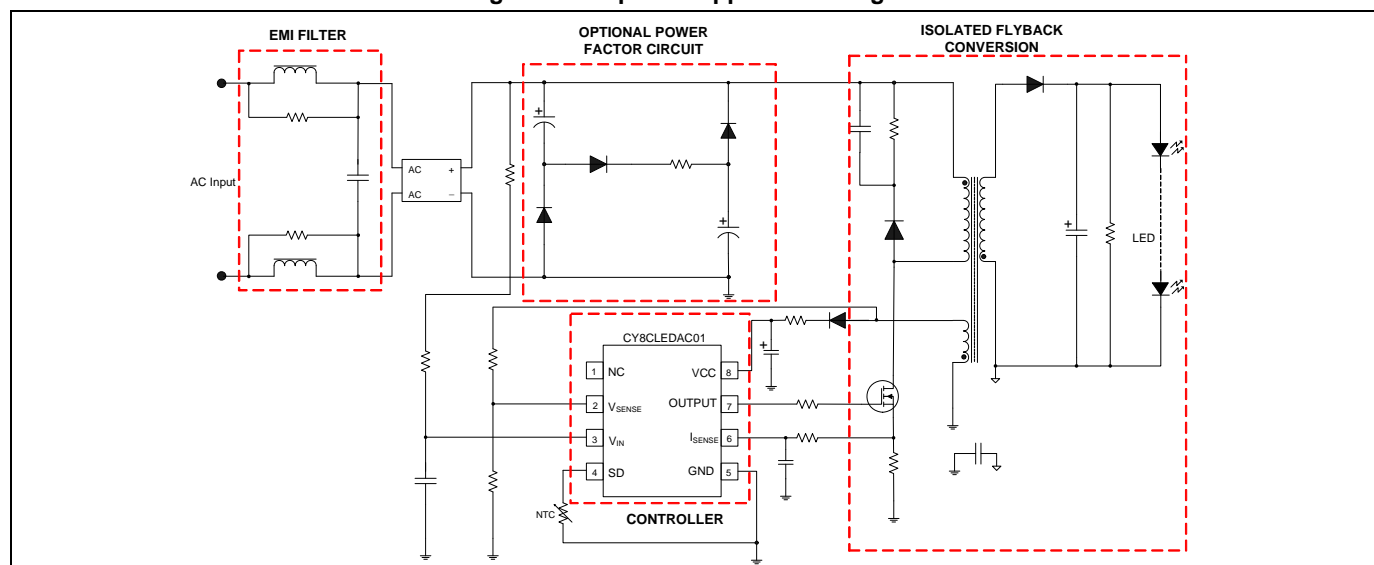 EMI FILTER
OPTIONAL POWER
FACTOR CIRCUIT
ISOLATED FLYBACK
CONVERSION
AC Input
AC +
AC −
+
+
+
LED
CY8CLEDAC01
+
1 NC
VCC 8
2 VSENSE
OUTPUT 7
3 VIN
ISENSE 6
4 SD
GND 5
NTC
CONTROLLER